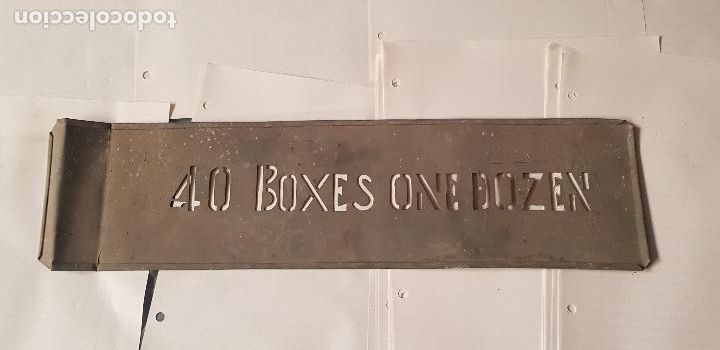 todocoleccion
40 BOXES ONE DOZEN